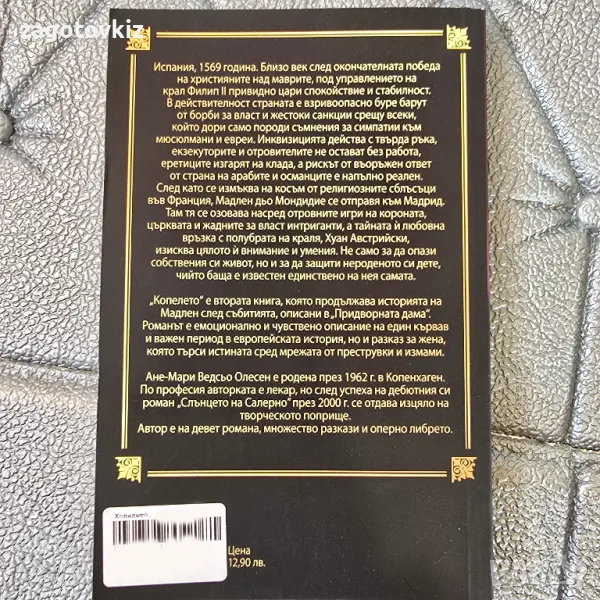 zagotovkiz
Испания, 1569 година. Близо век след окончателната победа
на християните над маврите, под управлението на
крал Филип II привидно цари спокойствие и стабилност.
В действителност страната е взривоопасно буре барут
от борби за власт и жестоки санкции срещу всеки,
който дори само породи съмнения за симпатии към
мюсюлмани и евреи. Инквизицията действа с твърда ръка,
екзекуторите и отровителите не остават без работа,
еретиците изгарят на клада, а рискът от въоръжен ответ
от страна на арабите и османците е напълно реален.
След като се измъква на косъм от религиозните сблъсъци
във Франция, Мадлен дьо Мондидие се отправя към Мадрид.
Там тя се озовава насред отровните игри на короната,
църквата и жадните за власт интриганти, а тайната ѝ любовна
връзка с полубрата на краля, Хуан Австрийски,
изисква цялото ѝ внимание и умения. Не само за да опази
собствения си живот, но и за да защити нероденото си дете,
чийто баща е известен единствено на нея самата.
„Копелето“ е втората книга, която продължава историята на
Мадлен след събитията, описани в „Придворната дама“.
Романът е емоционално и чувствено описание на един кървав
и важен период в европейската история, но и разказ за жена,
която търси истината сред мрежата от преструвки и измами.
Ане-Мари Ведсьо Олесен е родена през 1962 г. в Копенхаген.
По професия авторката е лекар, но след успеха на дебютния си
роман „Слънцето на Салерно“ през 2000 г. се отдава изцяло на
творческото поприще.
Автор е на девет романа, множество разкази и оперно либрето.
Копелето.
Цена
12,90 лв.